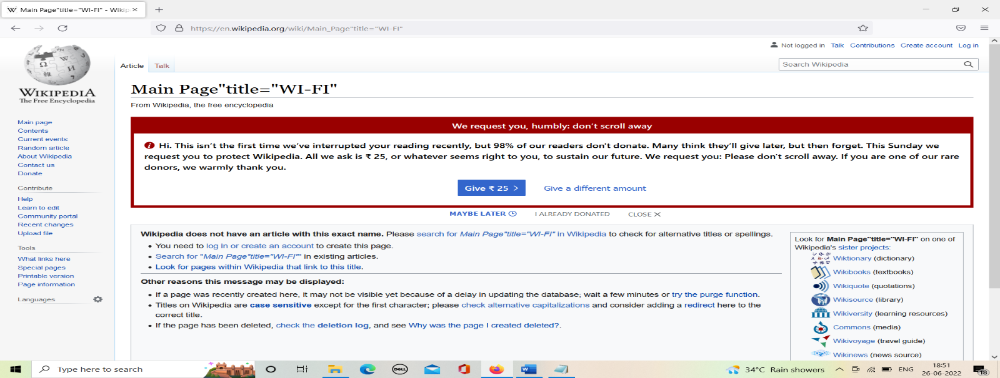 Main Page"title="WI-FI" - Wikip
https://en.wikipedia.org/wiki/Main_Page"title="WI-FI"
Not logged in Talk Contributions Create account Log in
Article Talk
Search Wikipedia
WIKIPEDIA
The Free Encyclopedia
Main page
Contents
Current events
Random article
About Wikipedia
Contact us
Donate
Contribute
Help
Learn to edit
Community portal
Recent changes
Upload file
Tools
What links here
Special pages
Printable version
Page information
Languages
Main Page"title="WI-FI"
From Wikipedia, the free encyclopedia
We request you, humbly: don't scroll away
Hi. This isn't the first time we've interrupted your reading recently, but 98% of our readers don't donate. Many think they'll give later, but then forget. This Sunday we
request you to protect Wikipedia. All we ask is ₹ 25, or whatever seems right to you, to sustain our future. We request you: Please don't scroll away. If you are one of our rare
donors, we warmly thank you.
Give ₹ 25 >
Give a different amount
MAYBE LATER I ALREADY DONATED CLOSE
Wikipedia does not have an article with this exact name. Please search for Main Page"title="WI-FI" in Wikipedia to check for alternative titles or spellings.
• You need to log in or create an account to create this page.
• Search for "Main Page"title="WI-FI"" in existing articles.
• Look for pages within Wikipedia that link to this title.
Other reasons this message may be displayed:
• If a page was recently created here, it may not be visible yet because of a delay in updating the database; wait a few minutes or try the purge function.
• Titles on Wikipedia are case sensitive except for the first character; please check alternative capitalizations and consider adding a redirect here to the
correct title.
• If the page has been deleted, check the deletion log, and see Why was the page I created deleted?.
Look for Main Page"title="WI-FI" on one of
Wikipedia's sister projects:
Wiktionary (dictionary)
Wikibooks (textbooks)
Wikiquote (quotations)
Wikisource (library)
Wikiversity (learning resources)
Commons (media)
Wikivoyage (travel guide)
Wikinews (news source)
Type here to search
DELL
34°C Rain showers
ENG
18:51
26-06-2022
18